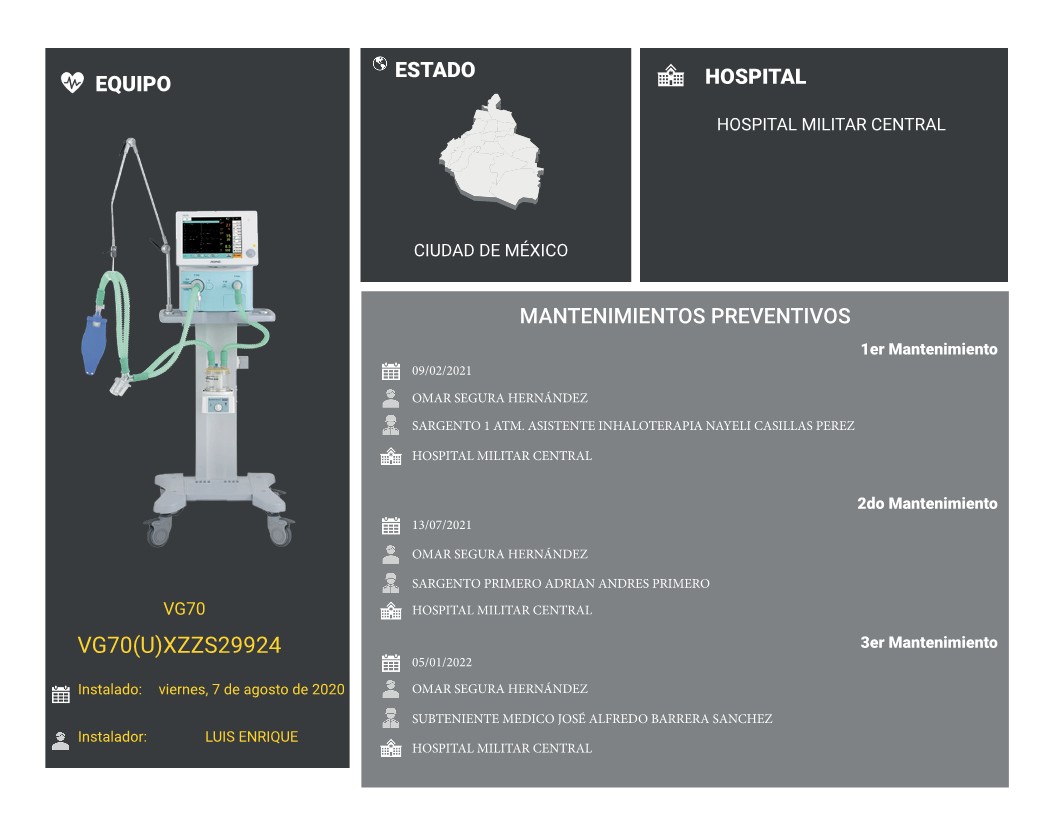 EQUIPO
VG70
VG70(U)XZZS29924
Instalado: viernes, 7 de agosto de 2020
Instalador: LUIS ENRIQUE
ESTADO
CIUDAD DE MÉXICO
HOSPITAL
HOSPITAL MILITAR CENTRAL
MANTENIMIENTOS PREVENTIVOS
1er Mantenimiento
09/02/2021
OMAR SEGURA HERNÁNDEZ
SARGENTO 1 ATM. ASISTENTE INHALOTERAPIA NAYELI CASILLAS PEREZ
HOSPITAL MILITAR CENTRAL
2do Mantenimiento
13/07/2021
OMAR SEGURA HERNÁNDEZ
SARGENTO PRIMERO ADRIAN ANDRES PRIMERO
HOSPITAL MILITAR CENTRAL
3er Mantenimiento
05/01/2022
OMAR SEGURA HERNÁNDEZ
SUBTENIENTE MEDICO JOSÉ ALFREDO BARRERA SANCHEZ
HOSPITAL MILITAR CENTRAL